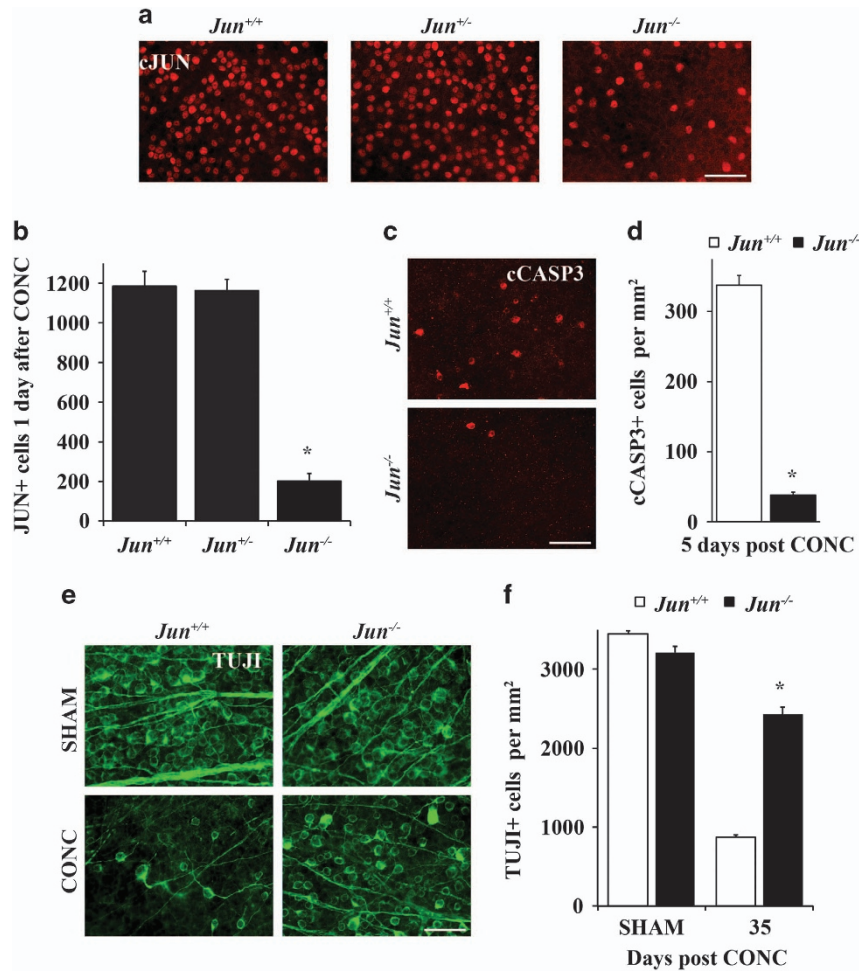 a
Jun+/+ Jun+/- Jun-/-
cJUN
b
JUN+ cells 1 day after CONC
1200
1000
800
600
400
200
0
*
Jun+/+ Jun+/- Jun-/-
c
cCASP3
Jun+/+
Jun-/-
d
Jun+/+ Jun-/-
cCASP3+ cells per mm²
300
200
100
0
*
5 days post CONC
e
Jun+/+ Jun-/-
TUJI
SHAM
CONC
f
Jun+/+ Jun-/-
TUJI+ cells per mm²
3000
2000
1000
0
*
SHAM 35
Days post CONC